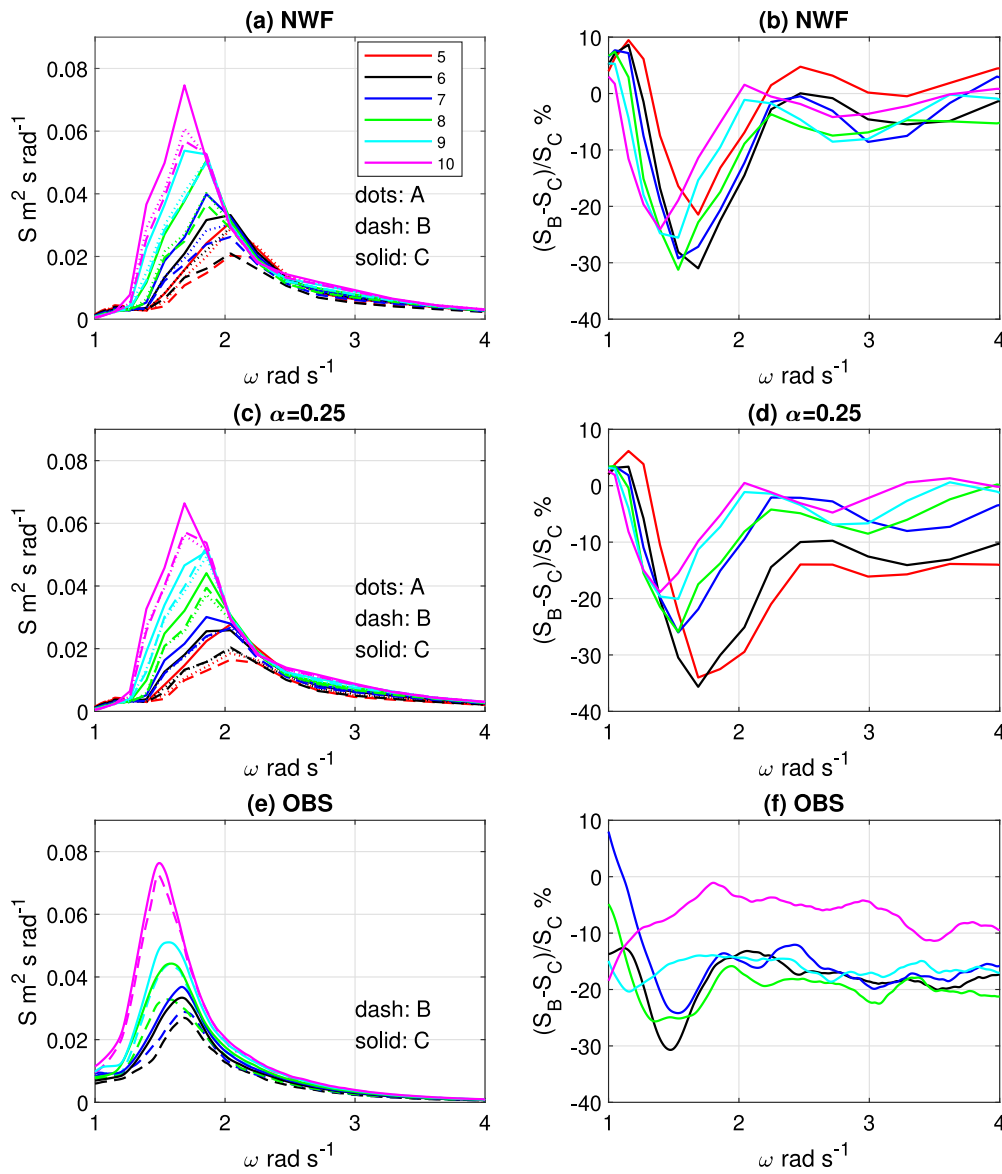 (a) NWF
S m² s rad⁻¹
0.08
0.06
0.04
0.02
0
1 2 3 4
ω rad s⁻¹
5
6
7
8
9
10
dots: A
dash: B
solid: C
(b) NWF
(S_B-S_C)/S_C %
10
0
-10
-20
-30
-40
1 2 3 4
ω rad s⁻¹
(c) α=0.25
S m² s rad⁻¹
0.08
0.06
0.04
0.02
0
1 2 3 4
ω rad s⁻¹
dots: A
dash: B
solid: C
(d) α=0.25
(S_B-S_C)/S_C %
10
0
-10
-20
-30
-40
1 2 3 4
ω rad s⁻¹
(e) OBS
S m² s rad⁻¹
0.08
0.06
0.04
0.02
0
1 2 3 4
ω rad s⁻¹
dash: B
solid: C
(f) OBS
(S_B-S_C)/S_C %
10
0
-10
-20
-30
-40
1 2 3 4
ω rad s⁻¹